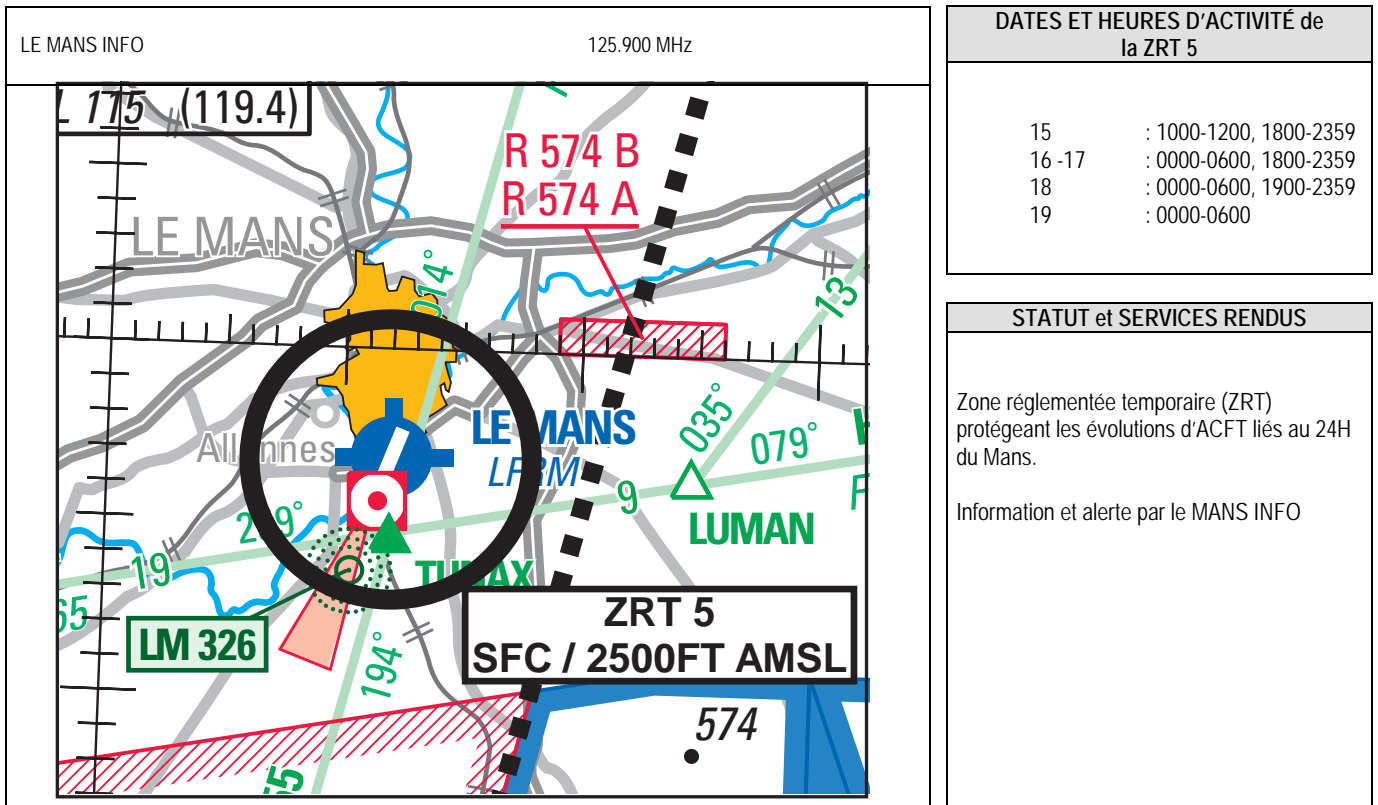 LE MANS INFO 125.900 MHz
L 115 (119.4)
R 574 B
R 574 A
LE MANS
014°
13
LE MANS
LFRM
035°
079°
9
LUMAN
19
65
LM 326
194°
ZRT 5
SFC / 2500FT AMSL
574
DATES ET HEURES D'ACTIVITÉ de
la ZRT 5
15 : 1000-1200, 1800-2359
16 -17 : 0000-0600, 1800-2359
18 : 0000-0600, 1900-2359
19 : 0000-0600
STATUT et SERVICES RENDUS
Zone réglementée temporaire (ZRT)
protégeant les évolutions d'ACFT liés au 24H
du Mans.
Information et alerte par le MANS INFO